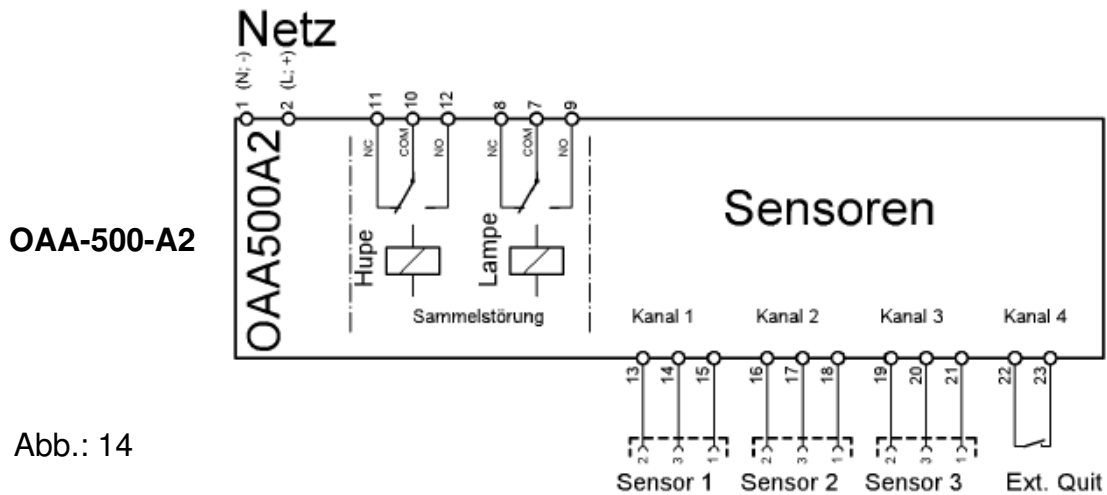 Netz
1 (N; -)
2 (L; +)
11 10 12 8 7 9
NC COM NO NC COM NO
OAA500A2
OAA-500-A2
Hupe
Lampe
Sensoren
Sammelstörung
Kanal 1 Kanal 2 Kanal 3 Kanal 4
13 14 15 16 17 18 19 20 21 22 23
2 3 1 2 3 1 2 3 1
Sensor 1 Sensor 2 Sensor 3 Ext. Quit
Abb.: 14